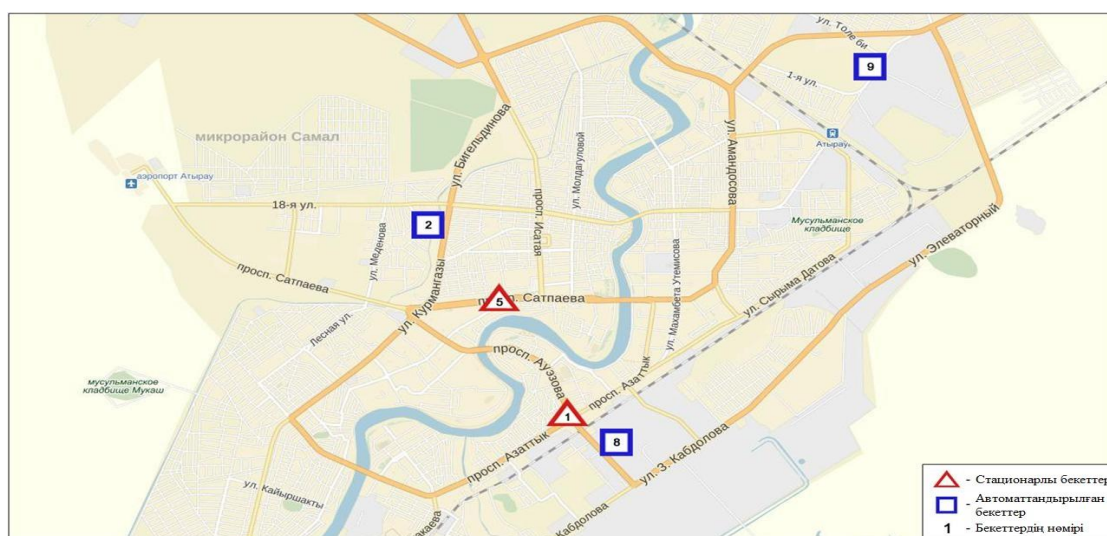 ул. Толе би
9
1-я ул.
Атырау
ул. Бигельдинова
микрорайон Самал
ул. Молдагуловой
ул. Амандосова
аэропорт Атырау
18-я ул.
2
просп. Исатая
Мусульманское
кладбище
ул. Элеваторный
ул. Меденова
просп. Сатпаева
ул. Курмангазы
5
просп. Сатпаева
ул. Махамбета Утемисова
ул. Сырыма Датова
Лесная ул.
просп. Ауэзова
просп. Азаттык
мусульманское
кладбище Мукаш
1
8
просп. Азаттык
ул. З. Кабдолова
ул. Кайыршакты
Кабдолова
- Стационарлы бекеттер
- Автоматтандырылған
бекеттер
1 - Бекеттердің нөмірі